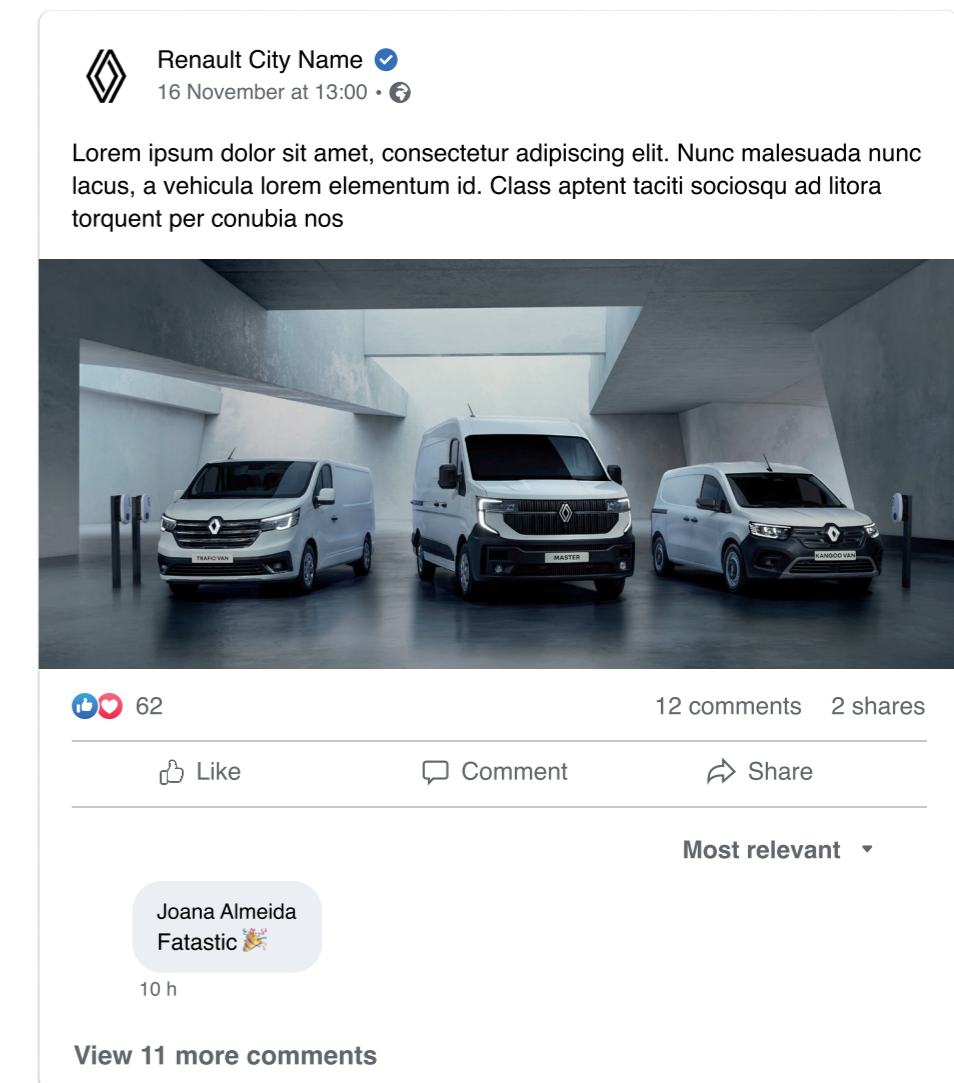 Renault City Name
16 November at 13:00 •
Lorem ipsum dolor sit amet, consectetur adipiscing elit. Nunc malesuada nunc
lacus, a vehicula lorem elementum id. Class aptent taciti sociosqu ad litora
torquent per conubia nos
TRAFIC VAN
MASTER
KANGOO VAN
62
12 comments 2 shares
Like Comment Share
Most relevant
Joana Almeida
Fatastic 🎉
10 h
View 11 more comments